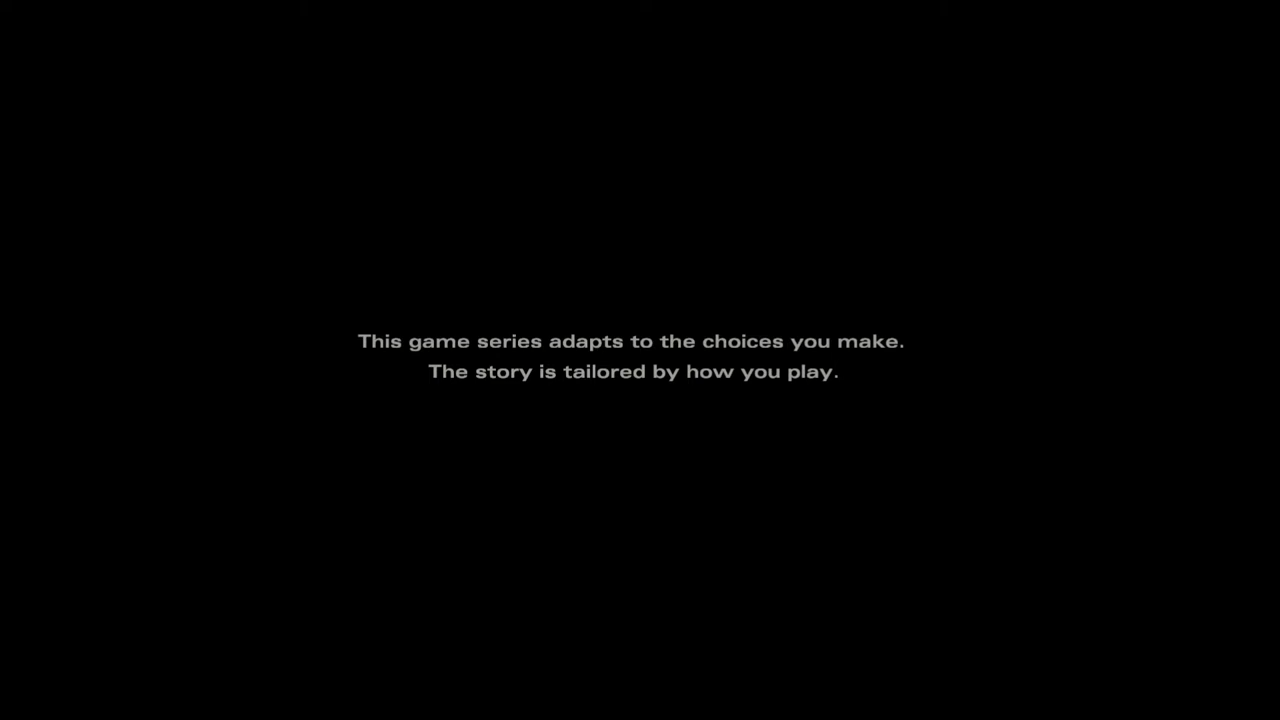 This game series adapts to the choices you make.
The story is tailored by how you play.